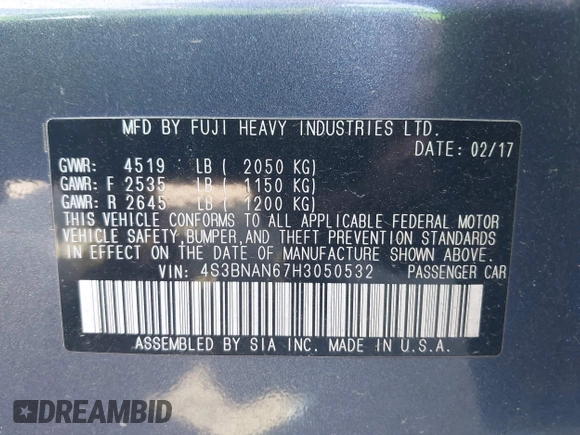 MFD BY FUJI HEAVY INDUSTRIES LTD.
DATE: 02/17
GVWR: 4519 LB ( 2050 KG)
GAWR: F 2535 LB ( 1150 KG)
GAWR: R 2645 LB ( 1200 KG)
THIS VEHICLE CONFORMS TO ALL APPLICABLE FEDERAL MOTOR
VEHICLE SAFETY, BUMPER, AND THEFT PREVENTION STANDARDS
IN EFFECT ON THE DATE OF MANUFACTURE SHOWN ABOVE.
VIN: 4S3BNAN67H3050532 PASSENGER CAR
ASSEMBLED BY SIA INC. MADE IN U.S.A.
DREAMBID